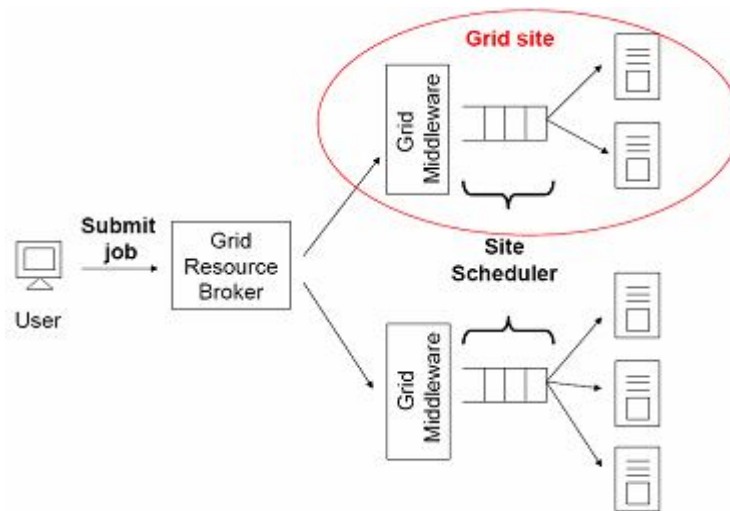 Grid site
Grid
Middleware
Submit
job
Grid
Resource
Broker
User
Site
Scheduler
Grid
Middleware